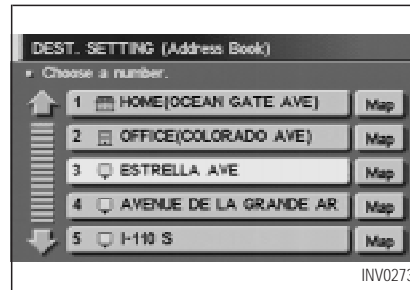 DEST. SETTING (Address Book)
Choose a number.
1 HOME(OCEAN GATE AVE) Map
2 OFFICE(COLORADO AVE) Map
3 ESTRELLA AVE Map
4 AVENUE DE LA GRANDE AR Map
5 I-110 S Map
INV0273